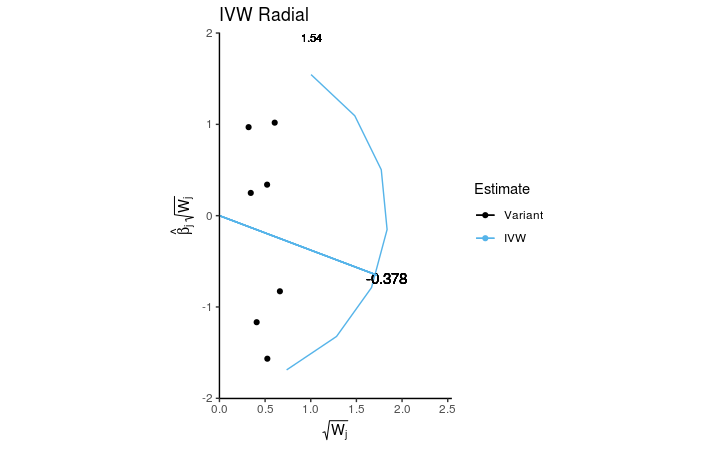 IVW Radial
2
1.54
1
0
-1
-2
-0.378
0.0 0.5 1.0 1.5 2.0 2.5
√Wj
β̂j√Wj
Estimate
Variant
IVW